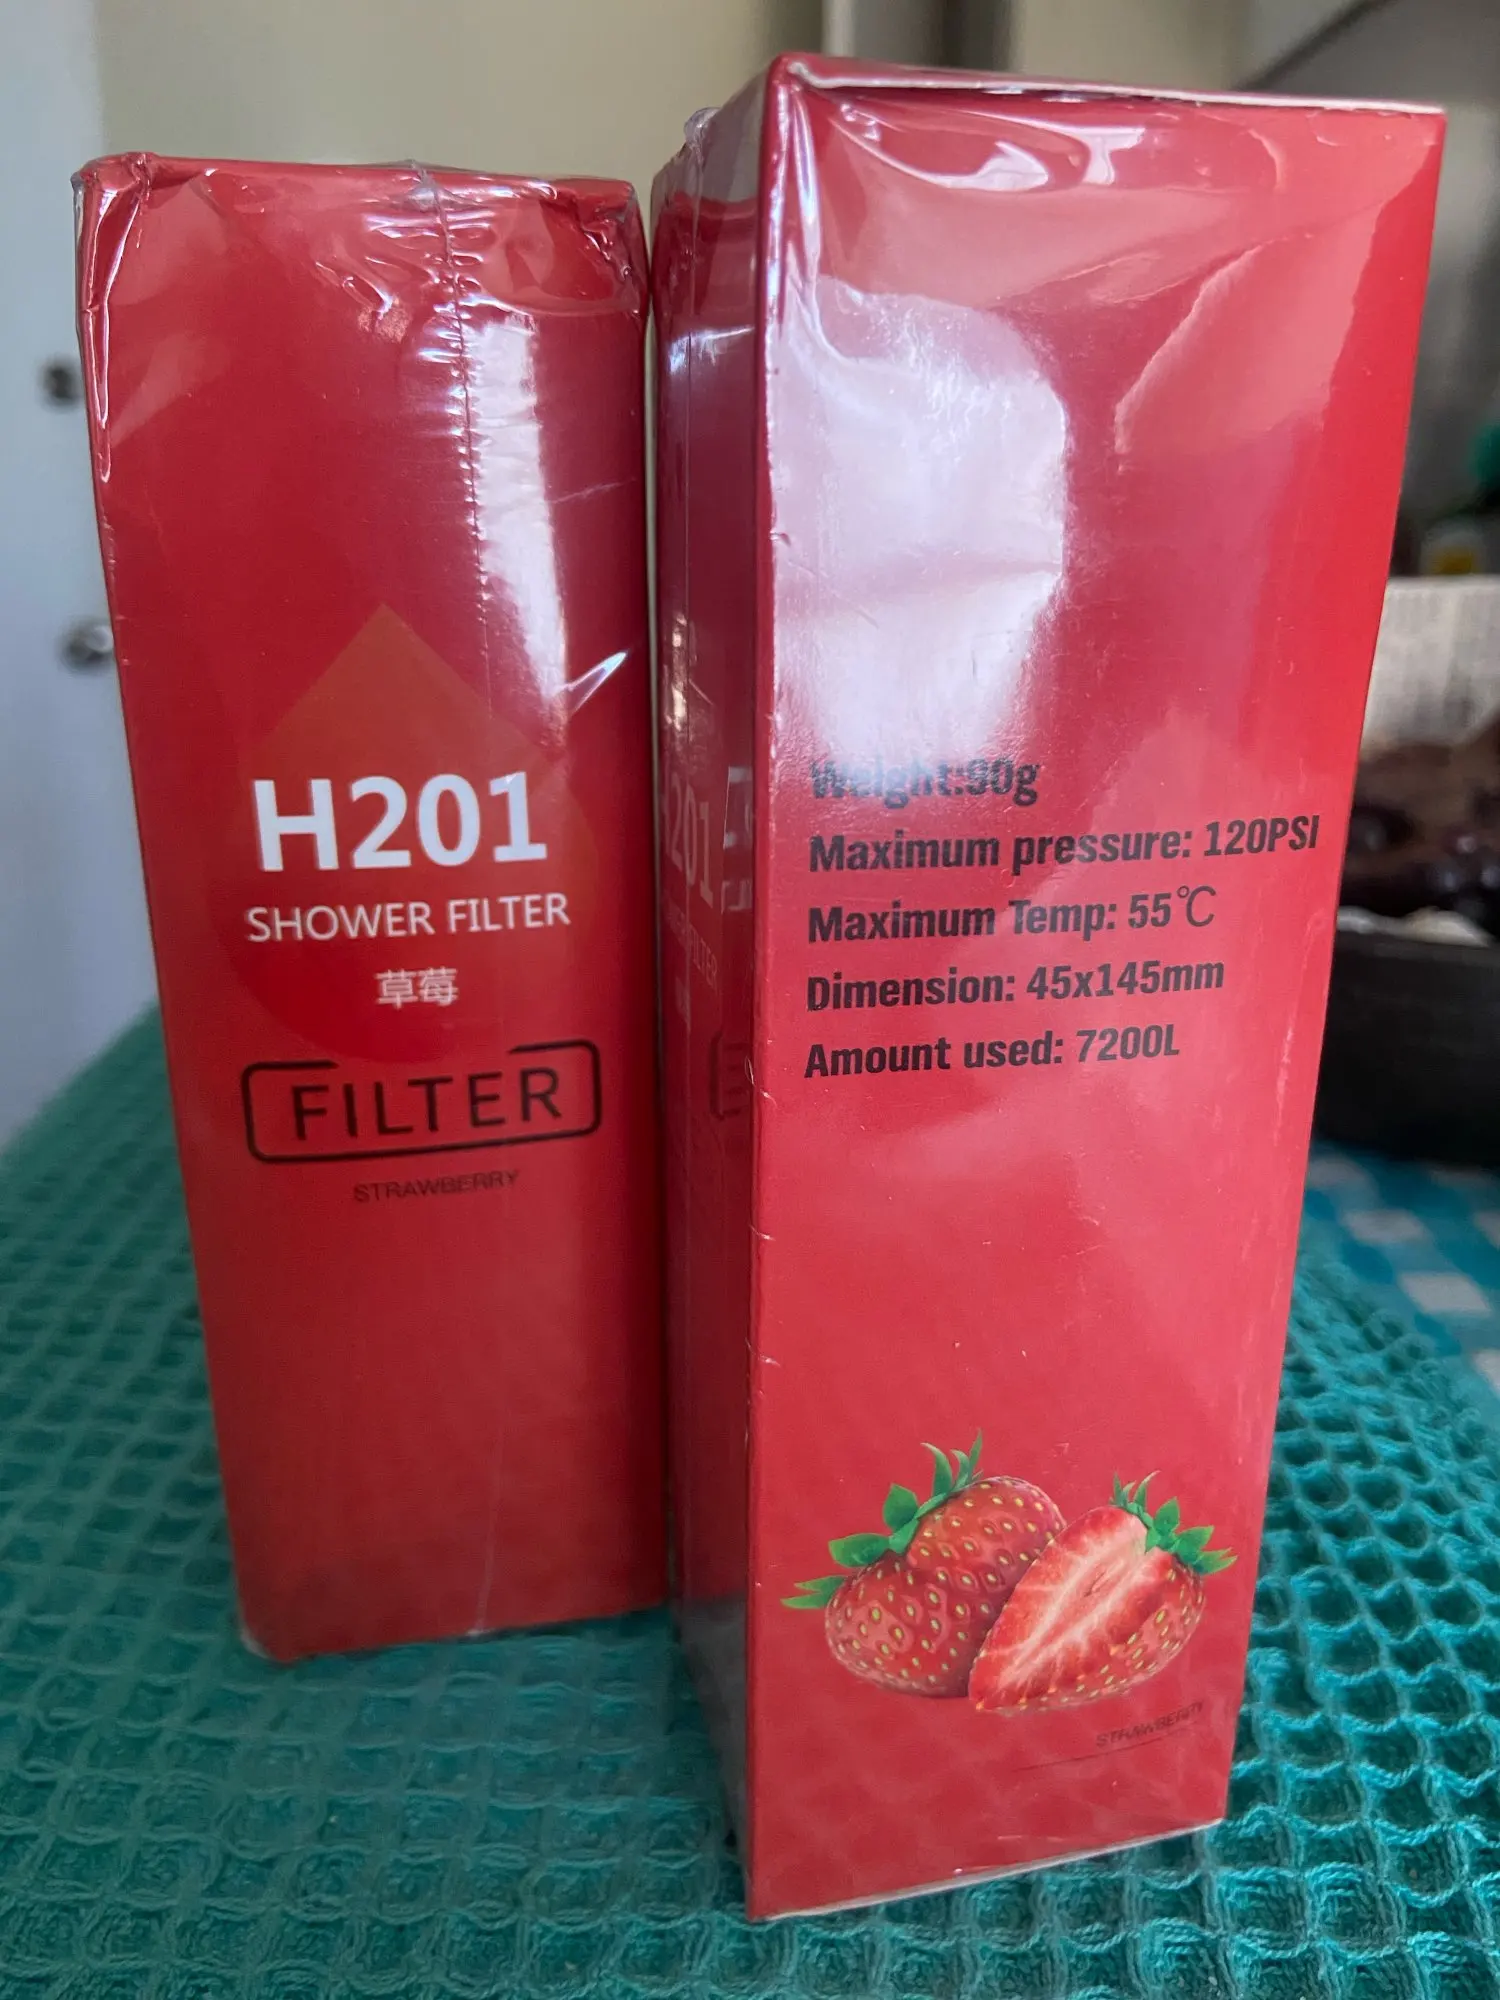 H201
SHOWER FILTER
草莓
FILTER
STRAWBERRY
Weight:90g
Maximum pressure: 120PSI
Maximum Temp: 55℃
Dimension: 45x145mm
Amount used: 7200L
STRAWBERRY